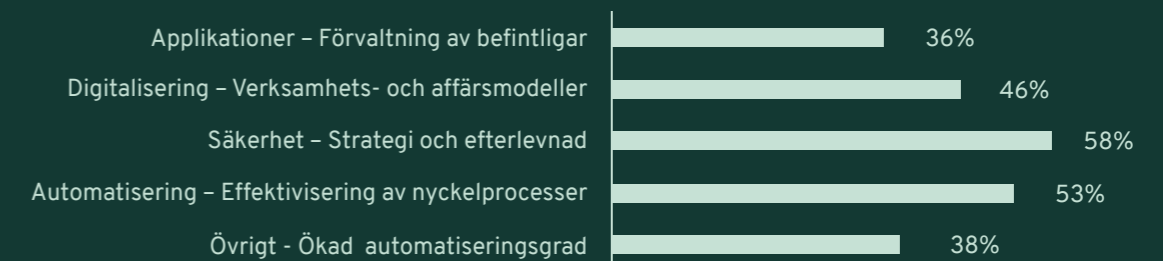 Applikationer – Förvaltning av befintligar 36%
Digitalisering – Verksamhets- och affärsmodeller 46%
Säkerhet – Strategi och efterlevnad 58%
Automatisering – Effektivisering av nyckelprocesser 53%
Övrigt - Ökad automatiseringsgrad 38%